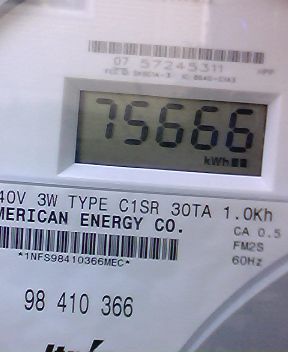 07 57245311
75666
kWh
40V 3W TYPE C1SR 30TA 1.0Kh
MERICAN ENERGY CO.
CA 0.5
FM2S
*1NFS98410366MEC*
60Hz
98 410 366